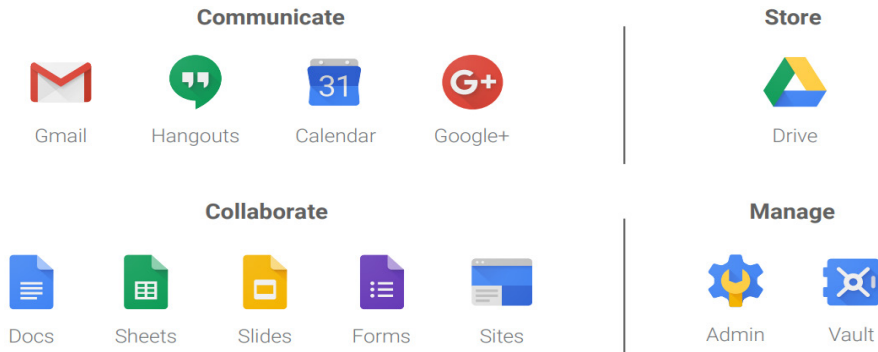 Communicate
Store
31
G+
Gmail
Hangouts
Calendar
Google+
Drive
Collaborate
Manage
Docs
Sheets
Slides
Forms
Sites
Admin
Vault